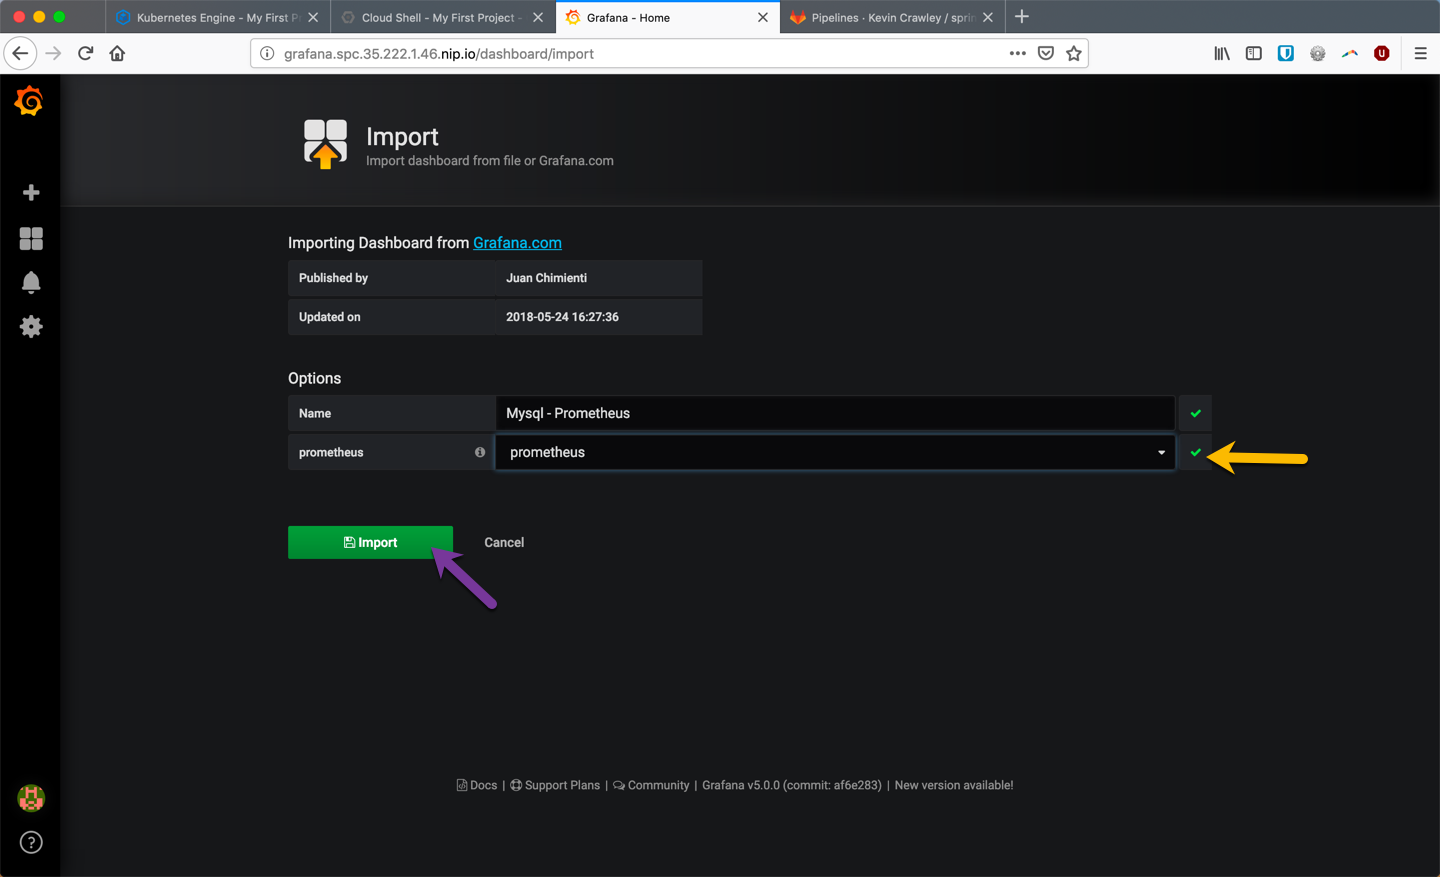 Kubernetes Engine - My First P
Cloud Shell - My First Project -
Grafana - Home
Pipelines · Kevin Crawley / sprin
grafana.spc.35.222.1.46.nip.io/dashboard/import
Import
Import dashboard from file or Grafana.com
Importing Dashboard from Grafana.com
Published by Juan Chimienti
Updated on 2018-05-24 16:27:36
Options
Name Mysql - Prometheus
prometheus prometheus
Import Cancel
Docs | Support Plans | Community | Grafana v5.0.0 (commit: af6e283) | New version available!